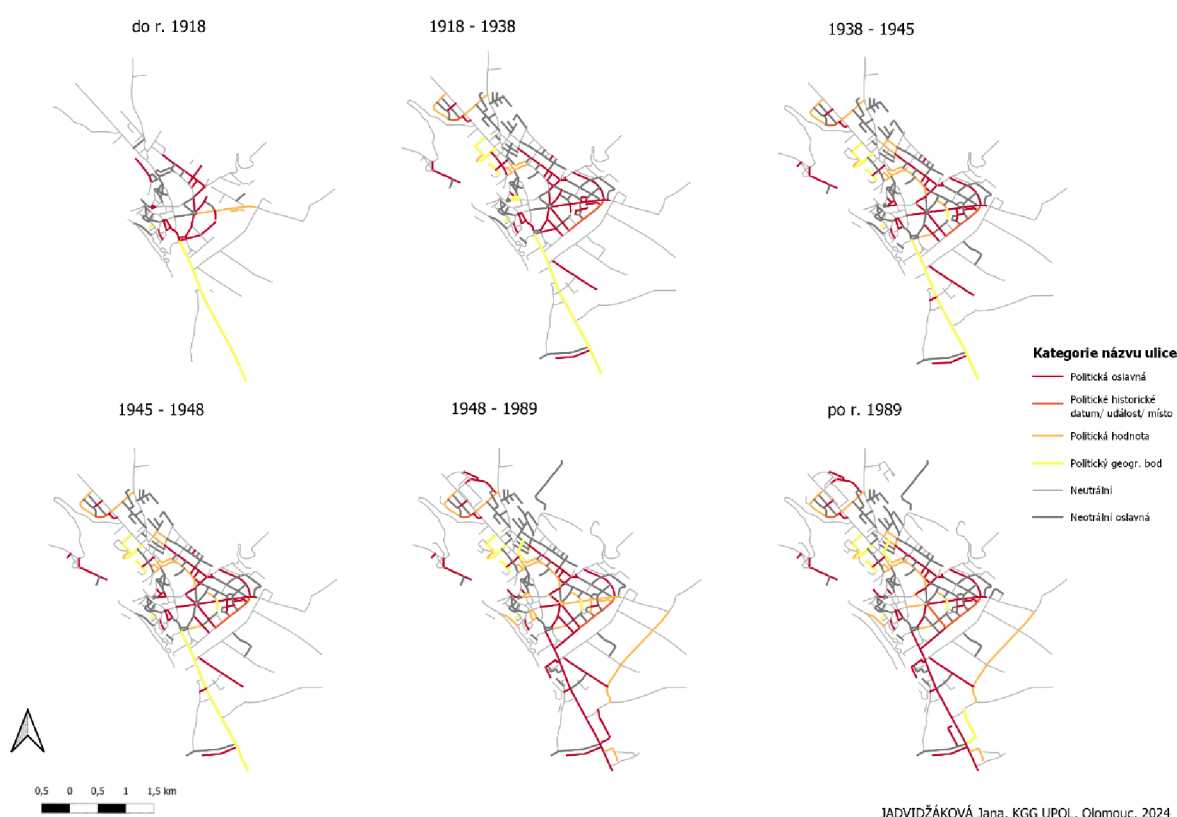 do r. 1918
1918 - 1938
1938 - 1945
Kategorie názvu ulice
Politická oslavná
Politické historické
datum/ událost/ místo
Politická hodnota
Politický geogr. bod
Neutrální
Neotrální oslavná
1945 - 1948
1948 - 1989
po r. 1989
0,5 0 0,5 1 1,5 km
JADVIDŽÁKOVÁ Jana, KGG UPOL, Olomouc, 2024